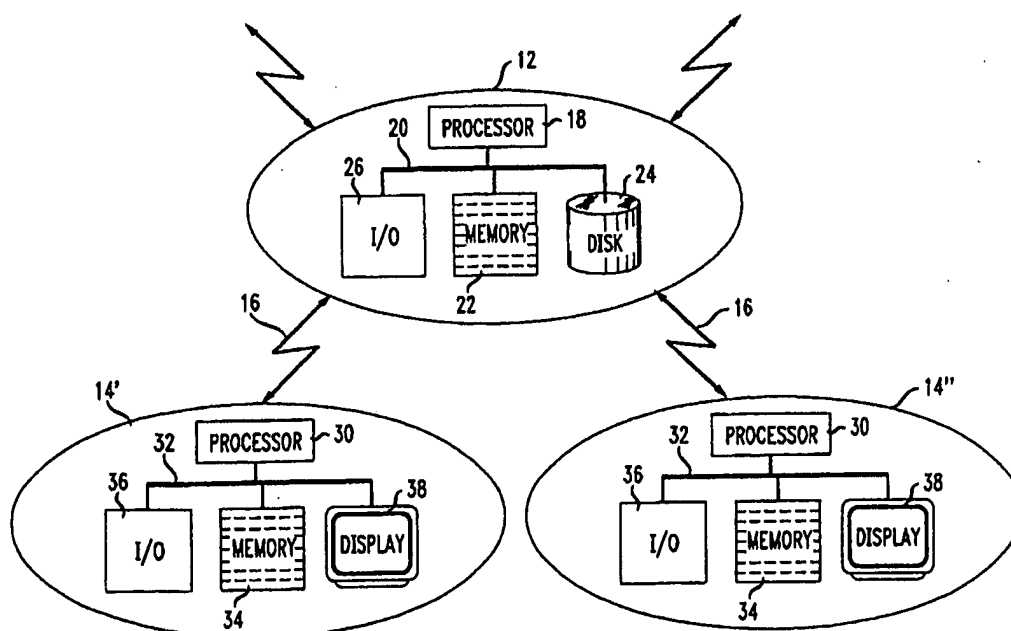 12
PROCESSOR
18
20
26
24
I/O
MEMORY
DISK
22
16
16
14'
14"
PROCESSOR
30
32
36
38
I/O
MEMORY
DISPLAY
34
PROCESSOR
30
32
36
38
I/O
MEMORY
DISPLAY
34